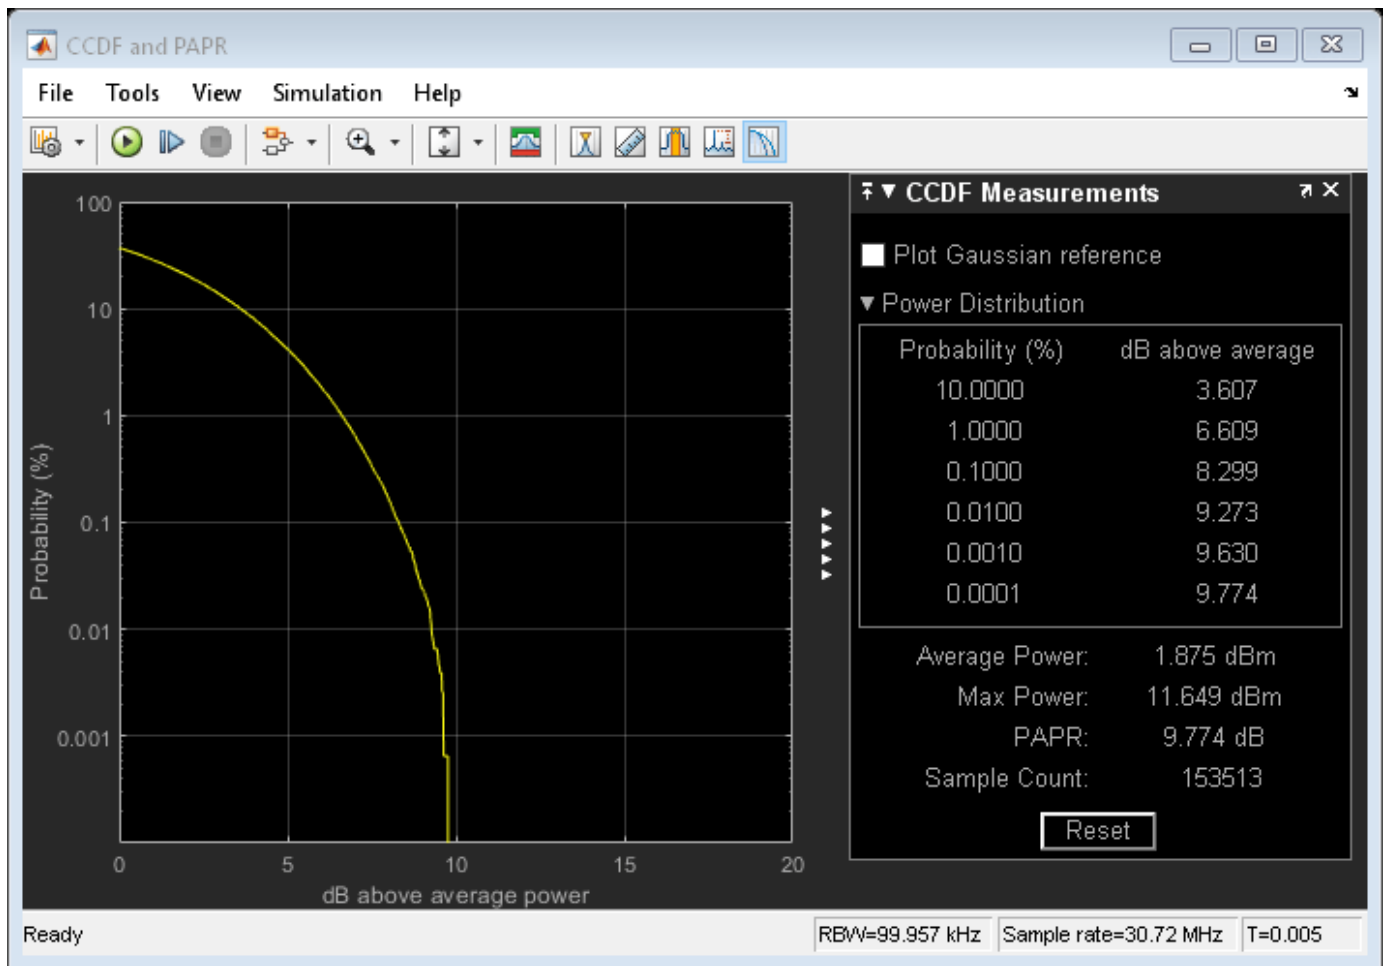 CCDF and PAPR
File Tools View Simulation Help
100
10
1
0.1
0.01
0.001
Probability (%)
0 5 10 15 20
dB above average power
CCDF Measurements
Plot Gaussian reference
Power Distribution
Probability (%) dB above average
10.0000 3.607
1.0000 6.609
0.1000 8.299
0.0100 9.273
0.0010 9.630
0.0001 9.774
Average Power: 1.875 dBm
Max Power: 11.649 dBm
PAPR: 9.774 dB
Sample Count: 153513
Reset
Ready RBW=99.957 kHz Sample rate=30.72 MHz T=0.005